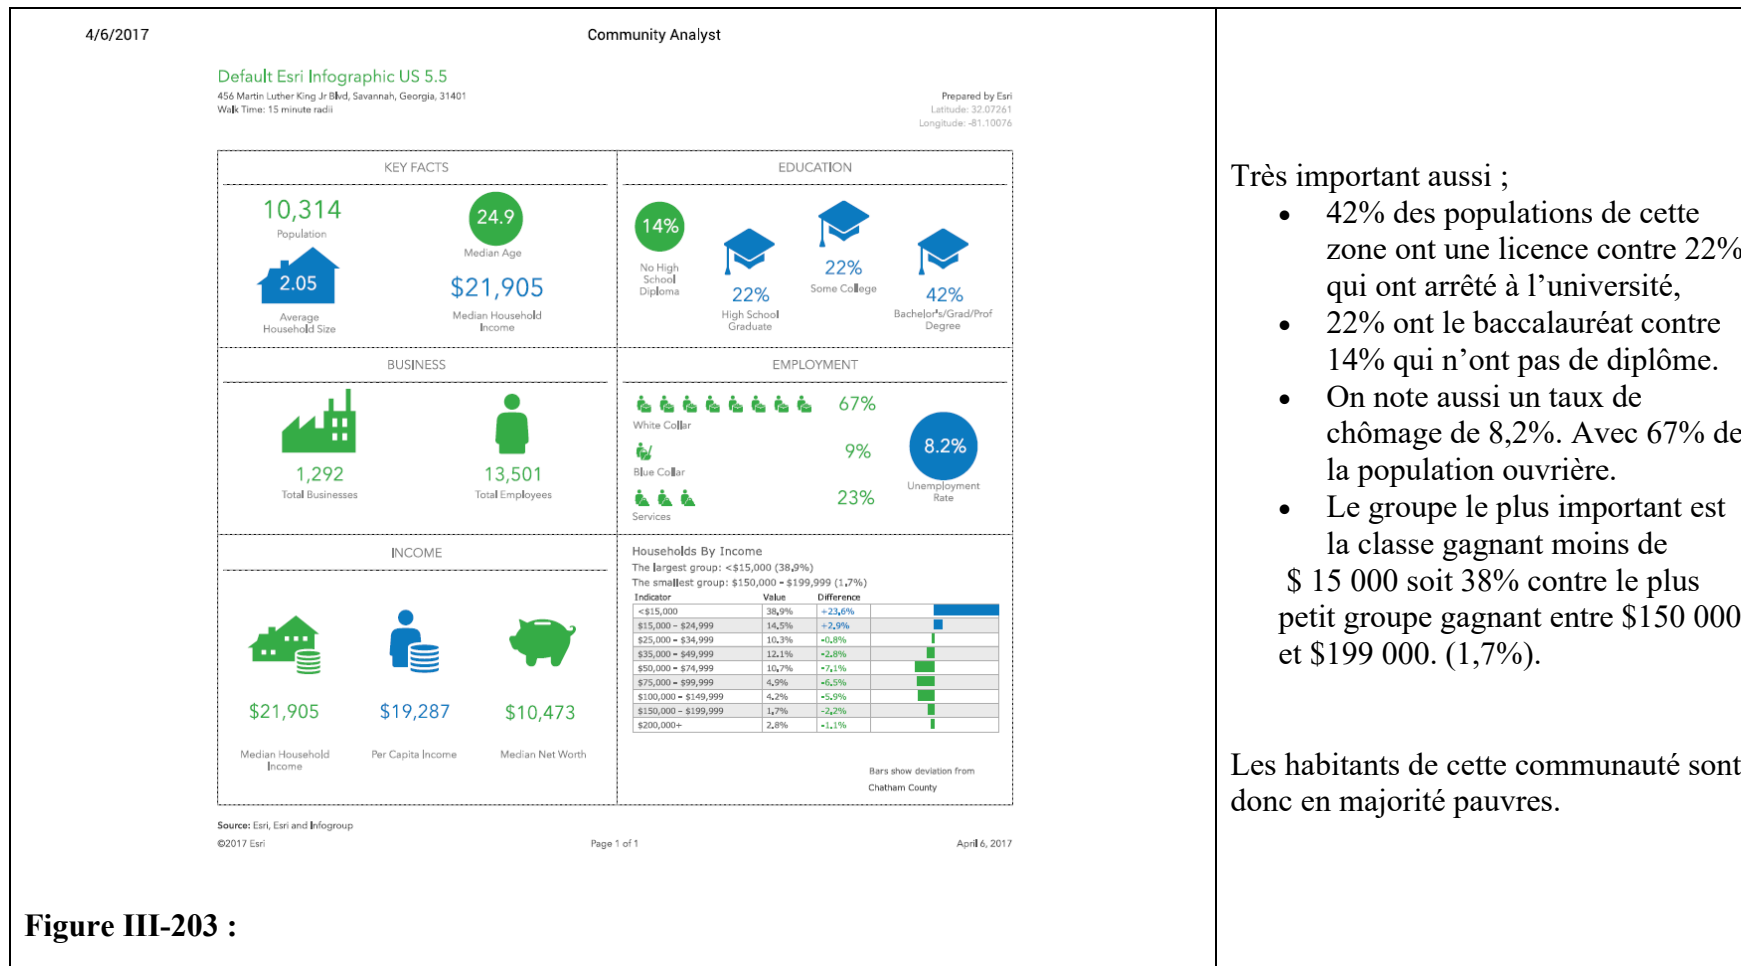 4/6/2017
Community Analyst
Default Esri Infographic US 5.5
456 Martin Luther King Jr Blvd, Savannah, Georgia, 31401
Walk Time: 15 minute radii
Prepared by Esri
Latitude: 32.07261
Longitude: -81.10076
KEY FACTS
10,314
Population
24.9
Median Age
2.05
Average
Household Size
$21,905
Median Household
Income
EDUCATION
14%
No High
School
Diploma
22%
High School
Graduate
22%
Some College
42%
Bachelor's/Grad/Prof
Degree
BUSINESS
1,292
Total Businesses
13,501
Total Employees
EMPLOYMENT
67%
White Collar
9%
Blue Collar
23%
Services
8.2%
Unemployment
Rate
INCOME
$21,905
Median Household
Income
$19,287
Per Capita Income
$10,473
Median Net Worth
Households By Income
The largest group: <$15,000 (38.9%)
The smallest group: $150,000 - $199,999 (1.7%)
Indicator Value Difference
<$15,000 38.9% +23.6%
$15,000 - $24,999 14.5% +2.9%
$25,000 - $34,999 10.3% -0.8%
$35,000 - $49,999 12.1% -2.8%
$50,000 - $74,999 10.7% -7.1%
$75,000 - $99,999 4.9% -6.5%
$100,000 - $149,999 4.2% -5.9%
$150,000 - $199,999 1.7% -2.2%
$200,000+ 2.8% -1.1%
Bars show deviation from
Chatham County
Source: Esri, Esri and Infogroup
©2017 Esri
Page 1 of 1
April 6, 2017
Figure III-203 :
Très important aussi ;
• 42% des populations de cette
zone ont une licence contre 22%
qui ont arrêté à l’université,
• 22% ont le baccalauréat contre
14% qui n’ont pas de diplôme.
• On note aussi un taux de
chômage de 8,2%. Avec 67% de
la population ouvrière.
• Le groupe le plus important est
la classe gagnant moins de
$ 15 000 soit 38% contre le plus
petit groupe gagnant entre $150 000
et $199 000. (1,7%).
Les habitants de cette communauté sont
donc en majorité pauvres.